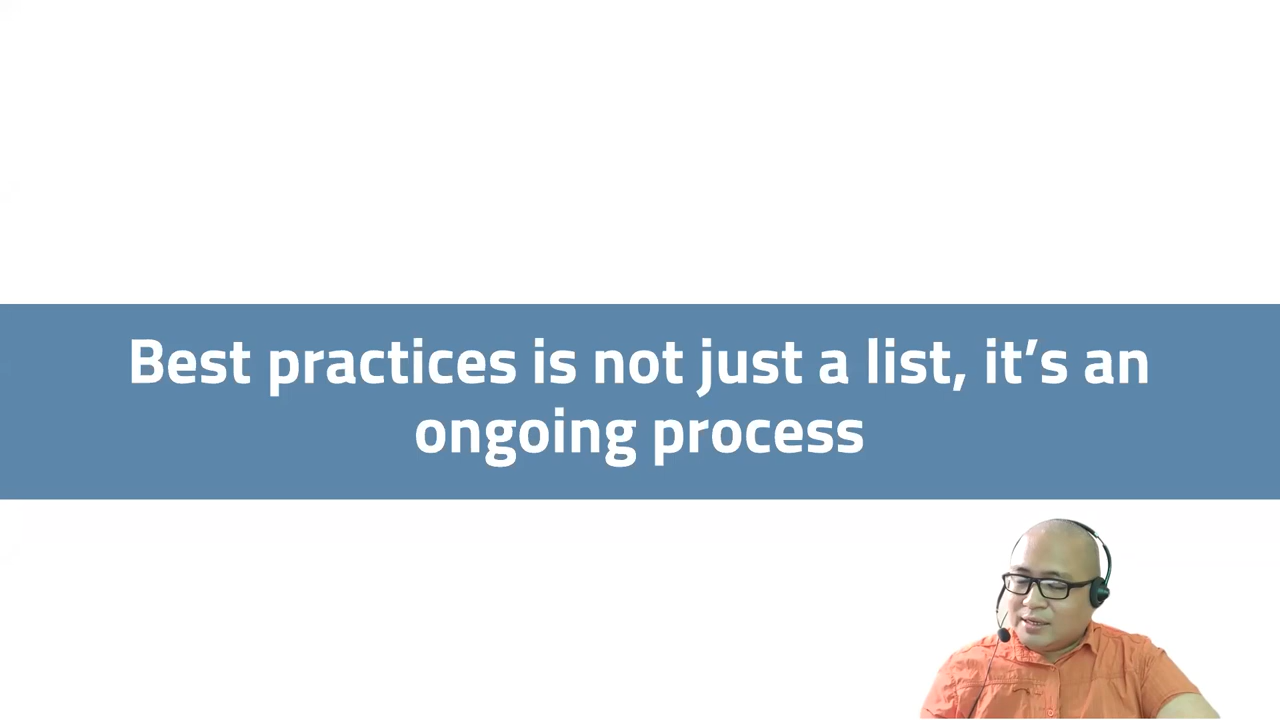 Best practices is not just a list, it’s an
ongoing process